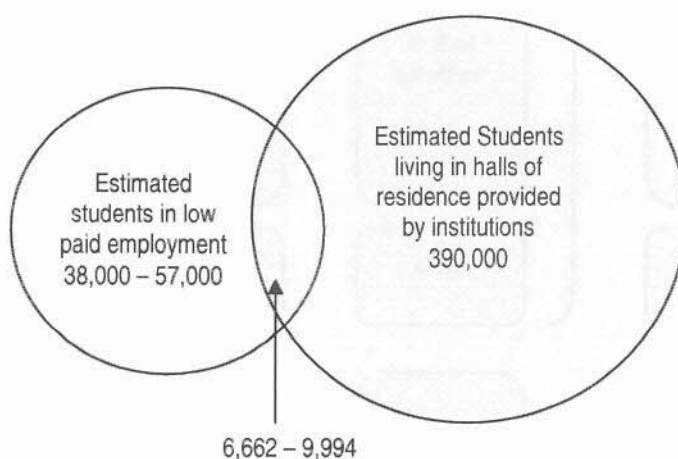 Estimated
students in low
paid employment
38,000 – 57,000
Estimated Students
living in halls of
residence provided
by institutions
390,000
6,662 – 9,994